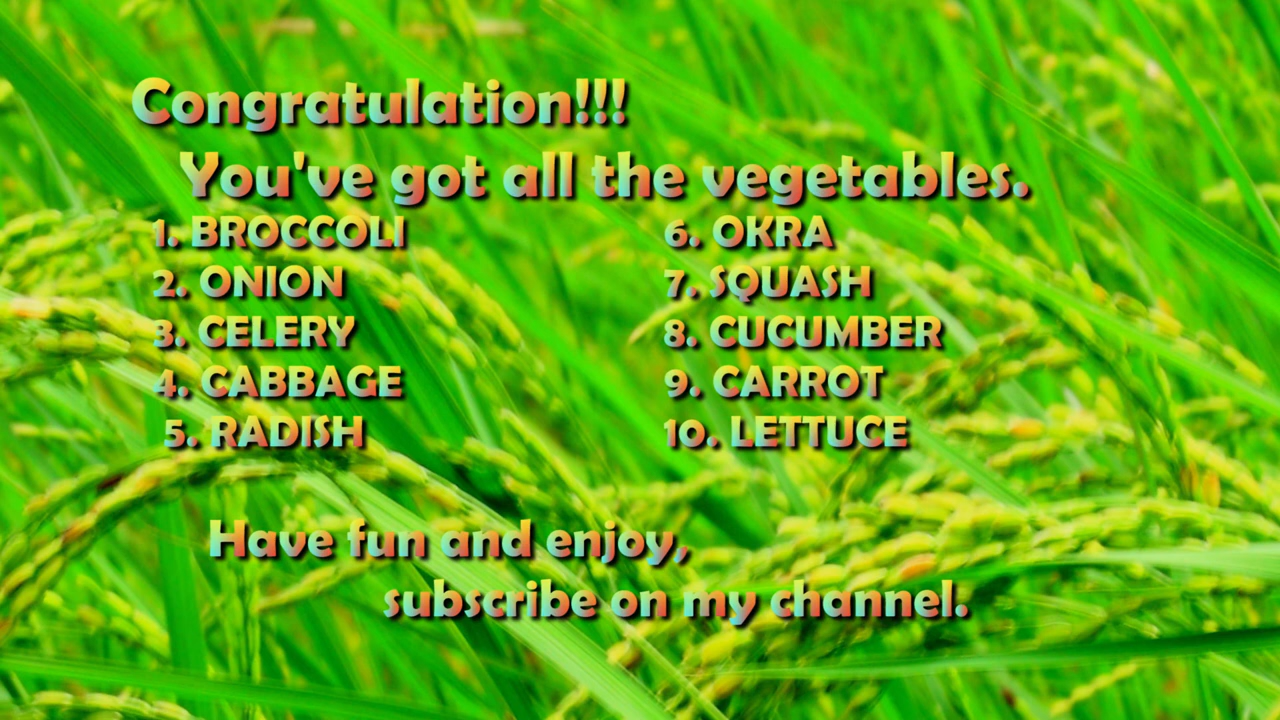 Congratulation!!!
You've got all the vegetables.
1. BROCCOLI
2. ONION
3. CELERY
4. CABBAGE
5. RADISH
6. OKRA
7. SQUASH
8. CUCUMBER
9. CARROT
10. LETTUCE
Have fun and enjoy,
subscribe on my channel.